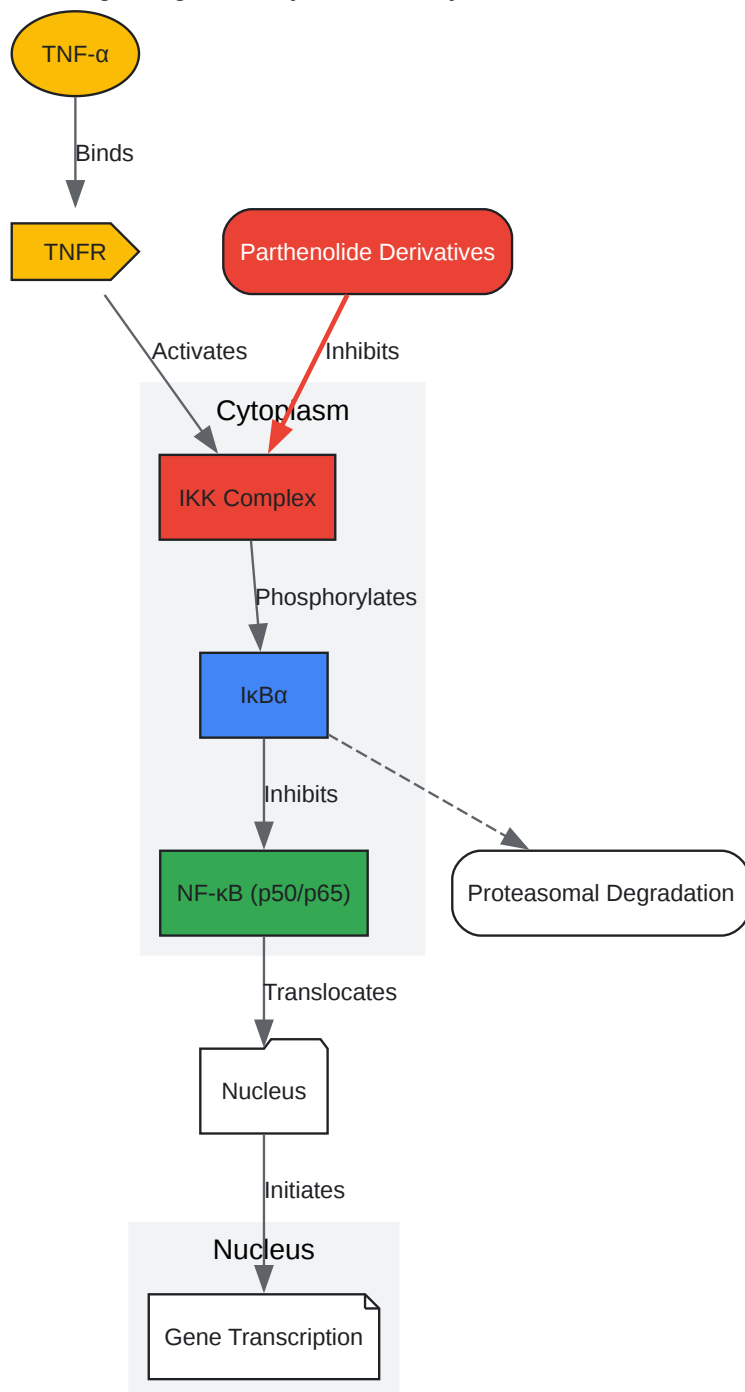 TNF-α
Binds
TNFR
Parthenolide Derivatives
Activates
Inhibits
Cytoplasm
IKK Complex
Phosphorylates
IκBα
Inhibits
NF-κB (p50/p65)
Proteasomal Degradation
Translocates
Nucleus
Initiates
Nucleus
Gene Transcription